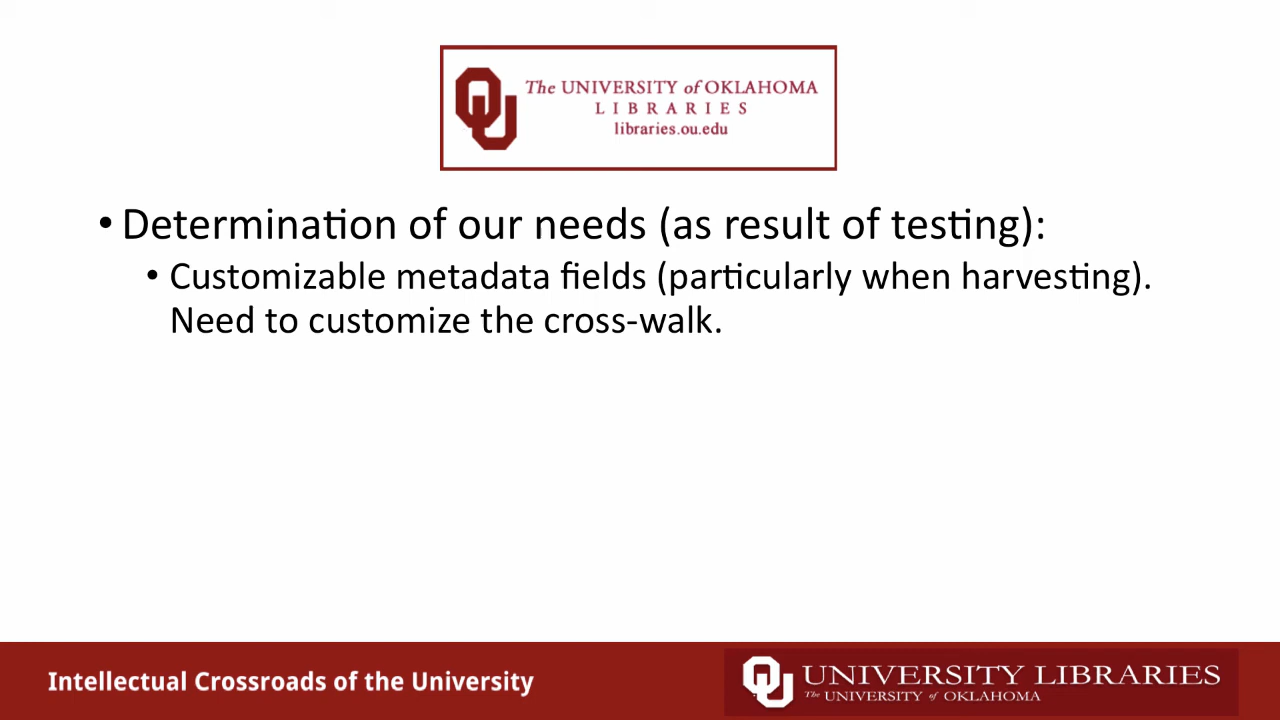 The UNIVERSITY of OKLAHOMA
LIBRARIES
libraries.ou.edu
• Determination of our needs (as result of testing):
• Customizable metadata fields (particularly when harvesting).
Need to customize the cross-walk.
Intellectual Crossroads of the University
UNIVERSITY LIBRARIES
The UNIVERSITY of OKLAHOMA